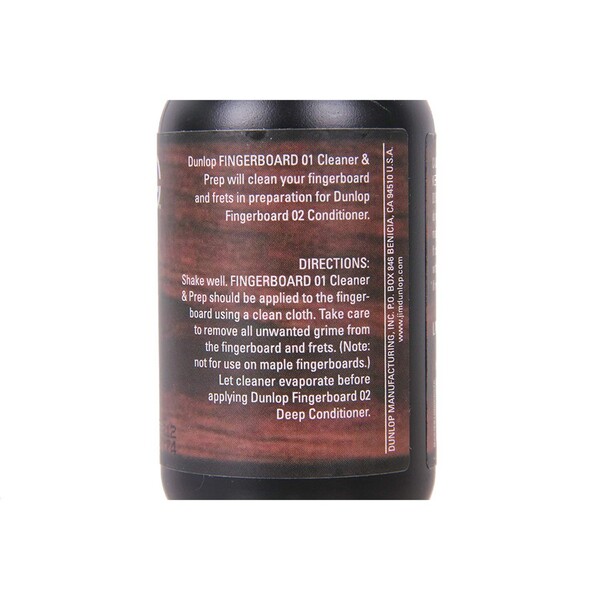 Dunlop FINGERBOARD 01 Cleaner &
Prep will clean your fingerboard
and frets in preparation for Dunlop
Fingerboard 02 Conditioner.
DIRECTIONS:
Shake well. FINGERBOARD 01 Cleaner
& Prep should be applied to the finger-
board using a clean cloth. Take care
to remove all unwanted grime from
the fingerboard and frets. (Note:
not for use on maple fingerboards.)
Let cleaner evaporate before
applying Dunlop Fingerboard 02
Deep Conditioner.
DUNLOP MANUFACTURING, INC. P.O. BOX 846 BENICIA, CA 94510 U.S.A.
www.jimdunlop.com